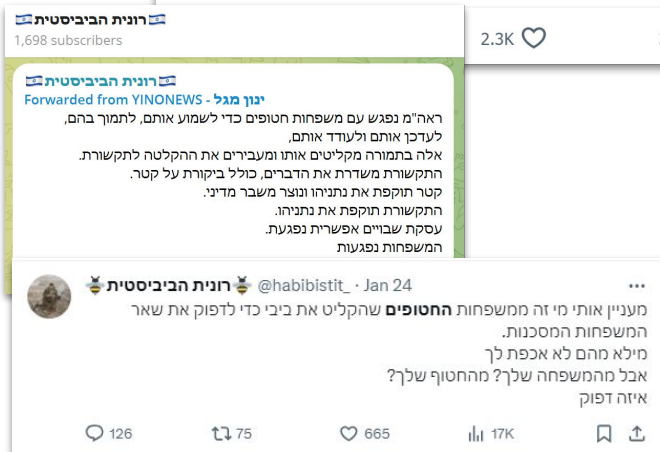 🇮🇱רונית הביביסטית🇮🇱
1,698 subscribers
2.3K
🇮🇱רונית הביביסטית🇮🇱
Forwarded from YINONEWS - ינון מגל
ראה"מ נפגש עם משפחות חטופים כדי לשמוע אותם, לתמוך בהם,
לעדכן אותם ולעודד אותם,
אלה בתמורה מקליטים אותו ומעבירים את ההקלטה לתקשורת.
התקשורת משדרת את הדברים, כולל ביקורת על קטר.
קטר תוקפת את נתניהו ונוצר משבר מדיני.
התקשורת תוקפת את נתניהו.
עסקת שבויים אפשרית נפגעת.
המשפחות נפגעות
🐝רונית הביביסטית🐝 @habibistit_ · Jan 24
מעניין אותי מי זה ממשפחות החטופים שהקליט את ביבי כדי לדפוק את שאר
המשפחות המסכנות.
מילא מהם לא אכפת לך
אבל מהמשפחה שלך? מהחטוף שלך?
איזה דפוק
126 75 665 17K